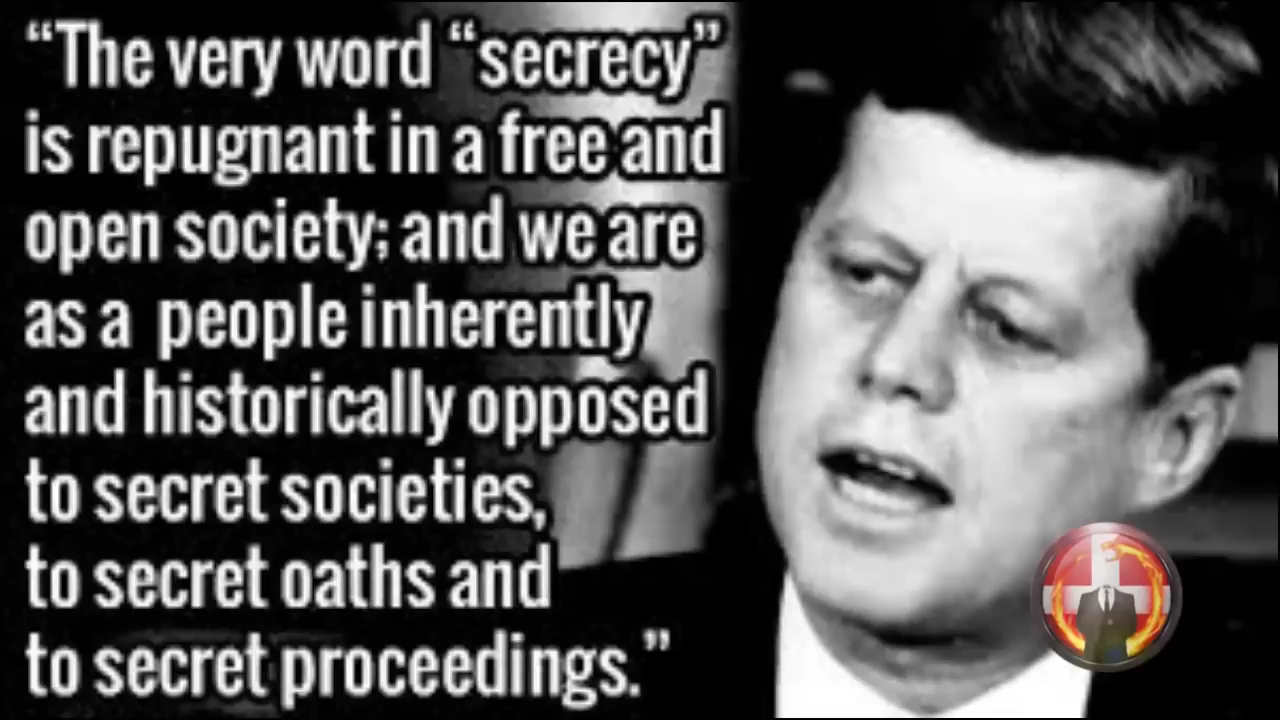 “The very word “secrecy”
is repugnant in a free and
open society; and we are
as a people inherently
and historically opposed
to secret societies,
to secret oaths and
to secret proceedings.”